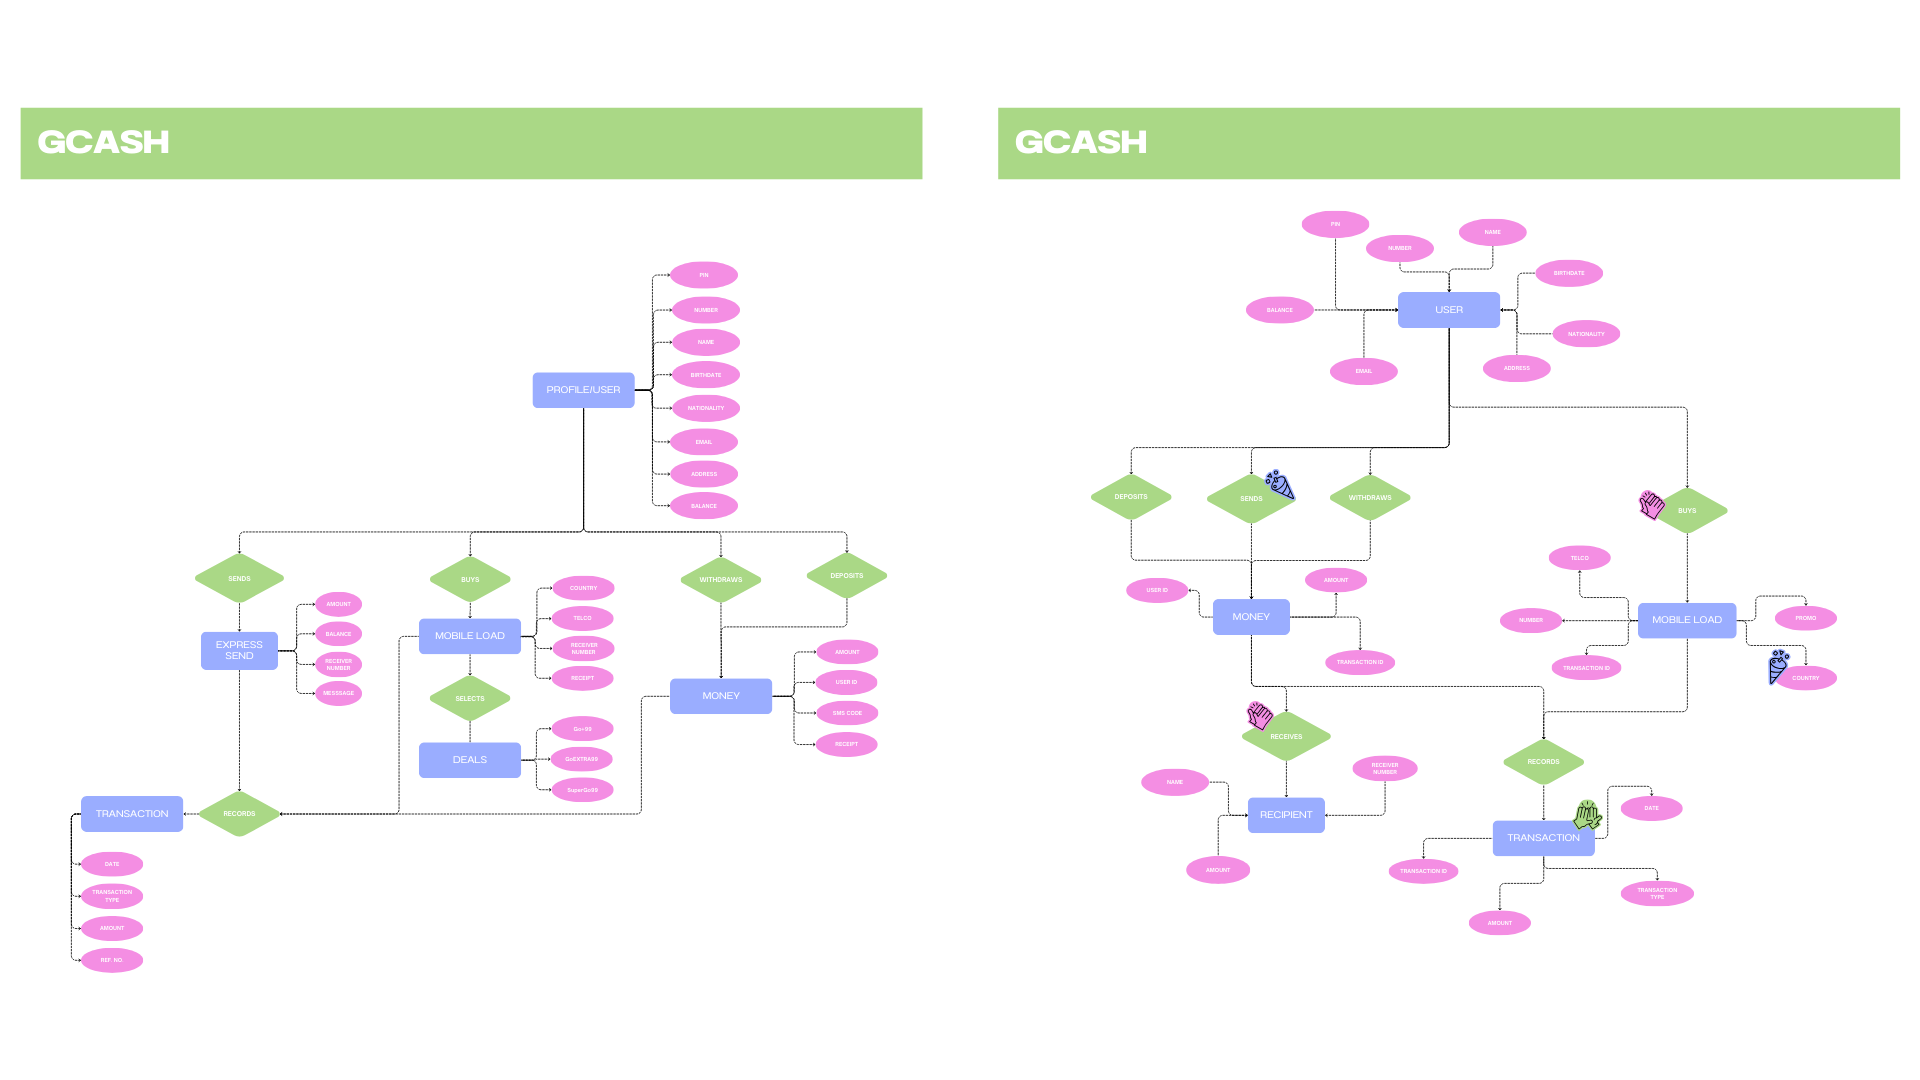 GCASH
PIN
NUMBER
NAME
BIRTHDATE
NATIONALITY
EMAIL
ADDRESS
BALANCE
PROFILE/USER
SENDS
BUYS
WITHDRAWS
DEPOSITS
EXPRESS
SEND
AMOUNT
BALANCE
RECEIVER
NUMBER
MESSSAGE
MOBILE LOAD
COUNTRY
TELCO
RECEIVER
NUMBER
RECEIPT
SELECTS
DEALS
Go+99
GoEXTRA99
SuperGo99
MONEY
AMOUNT
USER ID
SMS CODE
RECEIPT
TRANSACTION
RECORDS
DATE
TRANSACTION
TYPE
AMOUNT
REF. NO.
GCASH
PIN
NUMBER
NAME
BIRTHDATE
BALANCE
USER
NATIONALITY
EMAIL
ADDRESS
DEPOSITS
SENDS
WITHDRAWS
BUYS
USER ID
AMOUNT
MONEY
TRANSACTION ID
TELCO
NUMBER
MOBILE LOAD
PROMO
TRANSACTION ID
COUNTRY
RECEIVES
RECORDS
NAME
RECEIVER
NUMBER
RECIPIENT
AMOUNT
DATE
TRANSACTION
TRANSACTION ID
TRANSACTION
TYPE
AMOUNT